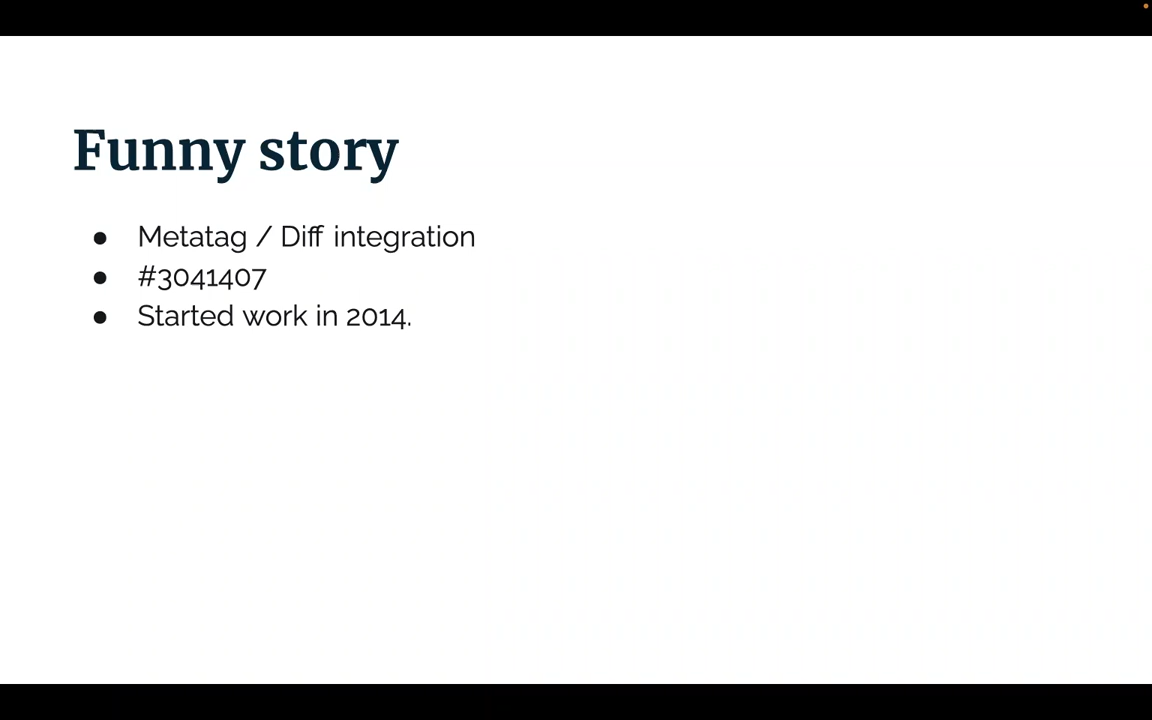 Funny story
● Metatag / Diff integration
● #3041407
● Started work in 2014.